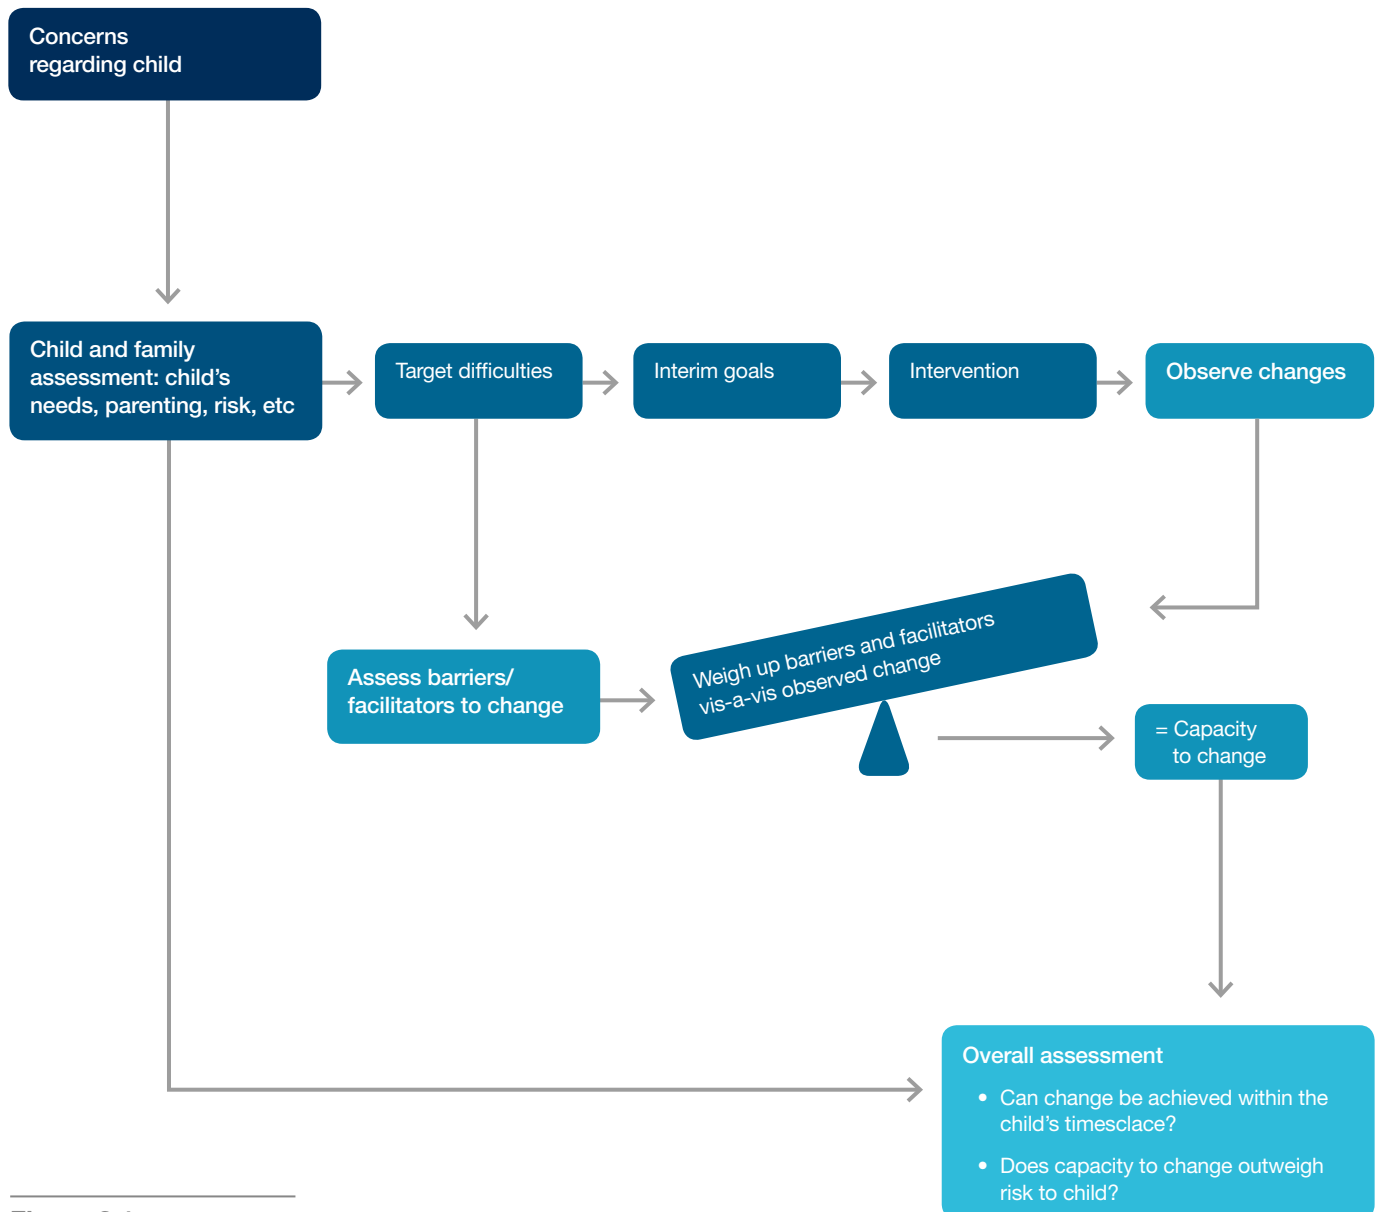 Concerns
regarding child
Child and family
assessment: child’s
needs, parenting, risk, etc
Target difficulties
Interim goals
Intervention
Observe changes
Assess barriers/
facilitators to change
Weigh up barriers and facilitators
vis-a-vis observed change
= Capacity
to change
Overall assessment
• Can change be achieved within the
child’s timesclace?
• Does capacity to change outweigh
risk to child?